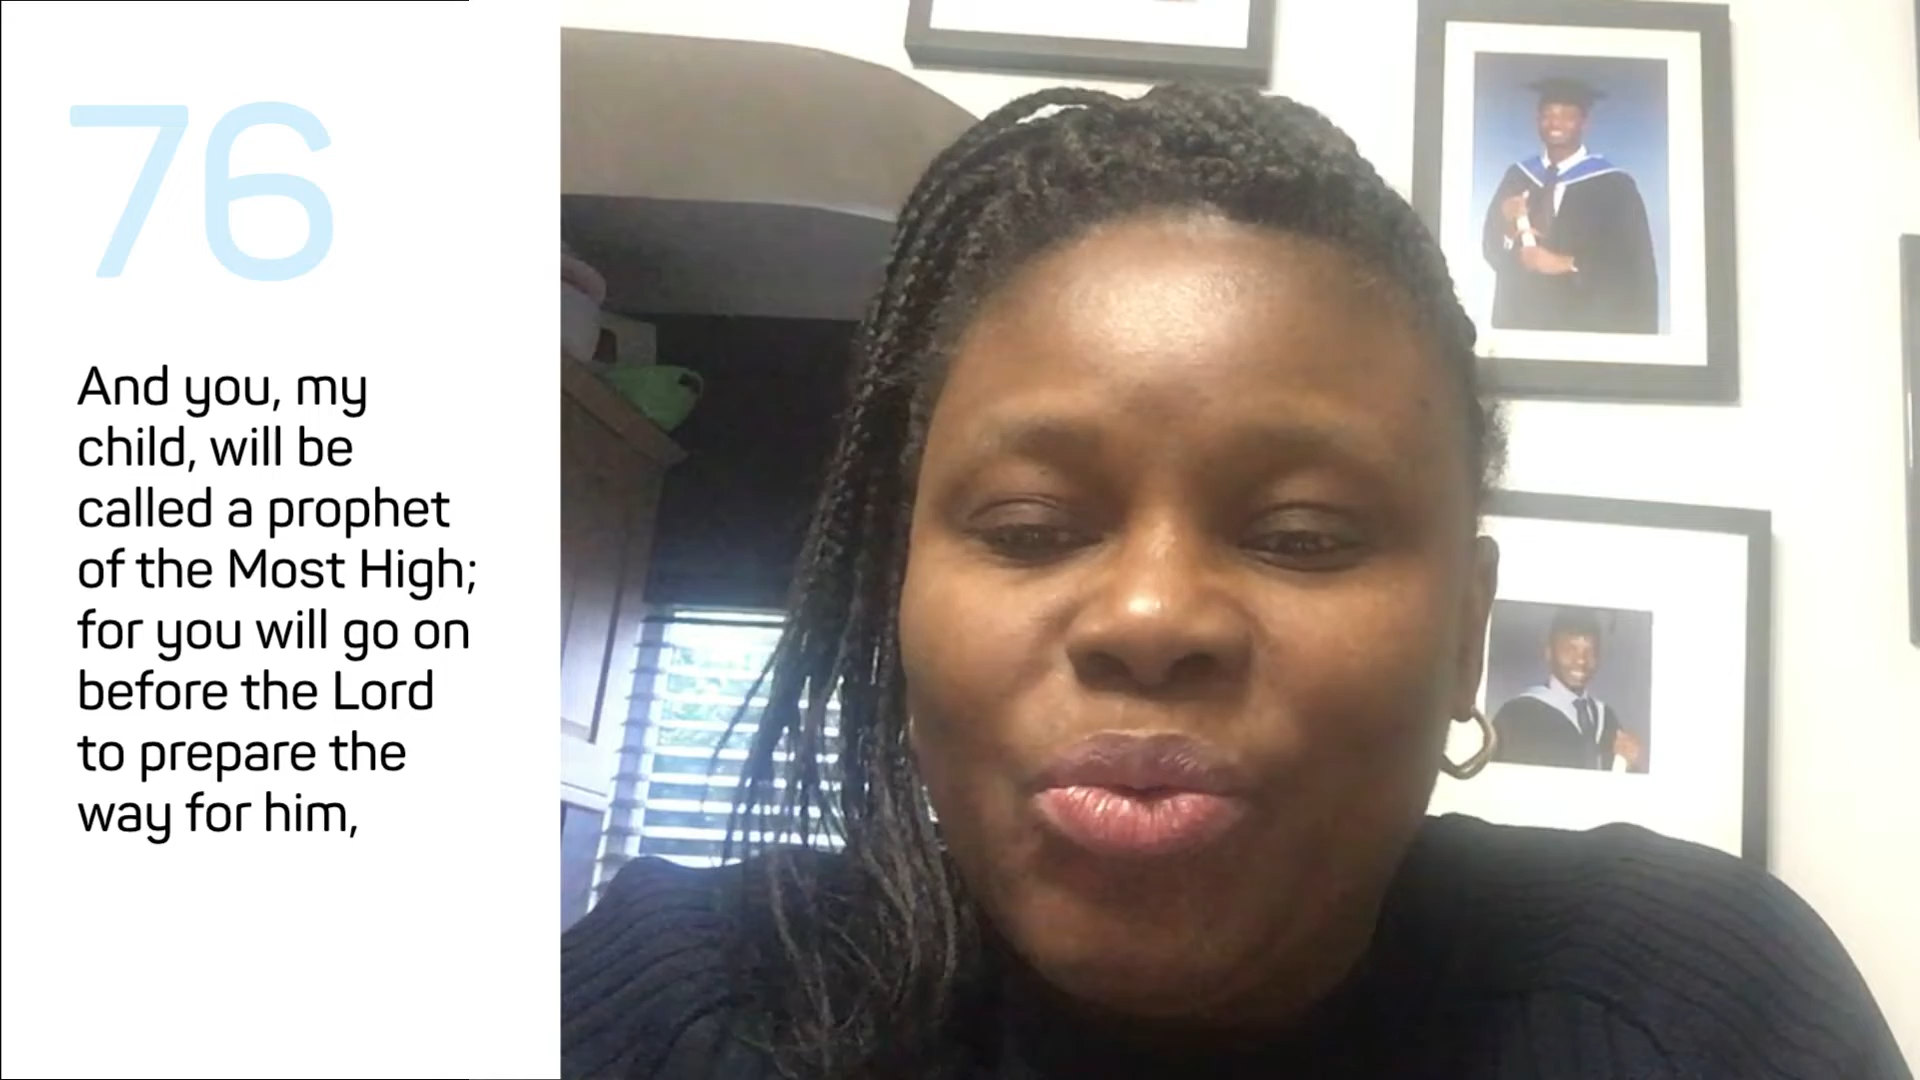 76
And you, my
child, will be
called a prophet
of the Most High;
for you will go on
before the Lord
to prepare the
way for him,